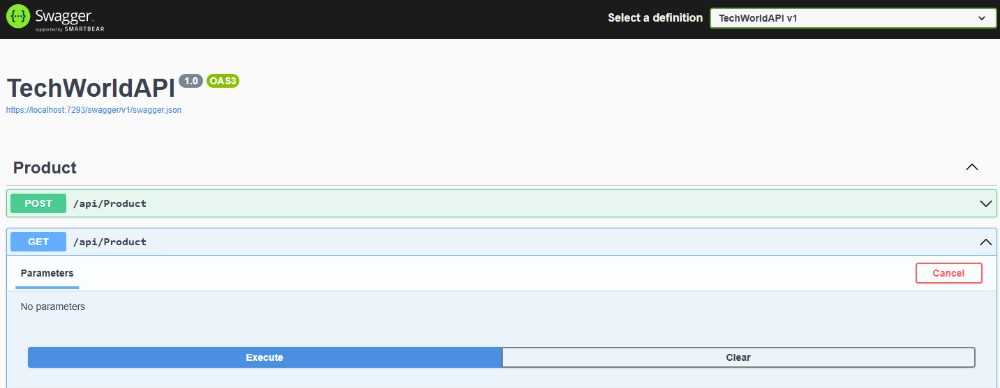 {···} Swagger.
Supported by SMARTBEAR
Select a definition
TechWorldAPI v1
TechWorldAPI 1.0 OAS3
https://localhost:7293/swagger/v1/swagger.json
Product
POST /api/Product
GET /api/Product
Parameters
Cancel
No parameters
Execute
Clear